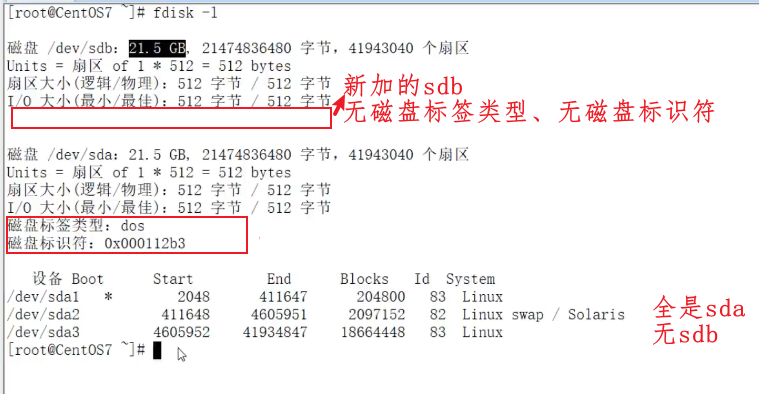 [root@CentOS7 ~]# fdisk -l
磁盘 /dev/sdb：21.5 GB, 21474836480 字节，41943040 个扇区
Units = 扇区 of 1 * 512 = 512 bytes
扇区大小(逻辑/物理)：512 字节 / 512 字节
I/O 大小(最小/最佳)：512 字节 / 512 字节
新加的sdb
无磁盘标签类型、无磁盘标识符
磁盘 /dev/sda：21.5 GB, 21474836480 字节，41943040 个扇区
Units = 扇区 of 1 * 512 = 512 bytes
扇区大小(逻辑/物理)：512 字节 / 512 字节
I/O 大小(最小/最佳)：512 字节 / 512 字节
磁盘标签类型：dos
磁盘标识符：0x000112b3
设备 Boot Start End Blocks Id System
/dev/sda1 * 2048 411647 204800 83 Linux
/dev/sda2 411648 4605951 2097152 82 Linux swap / Solaris
/dev/sda3 4605952 41934847 18664448 83 Linux
全是sda
无sdb
[root@CentOS7 ~]#